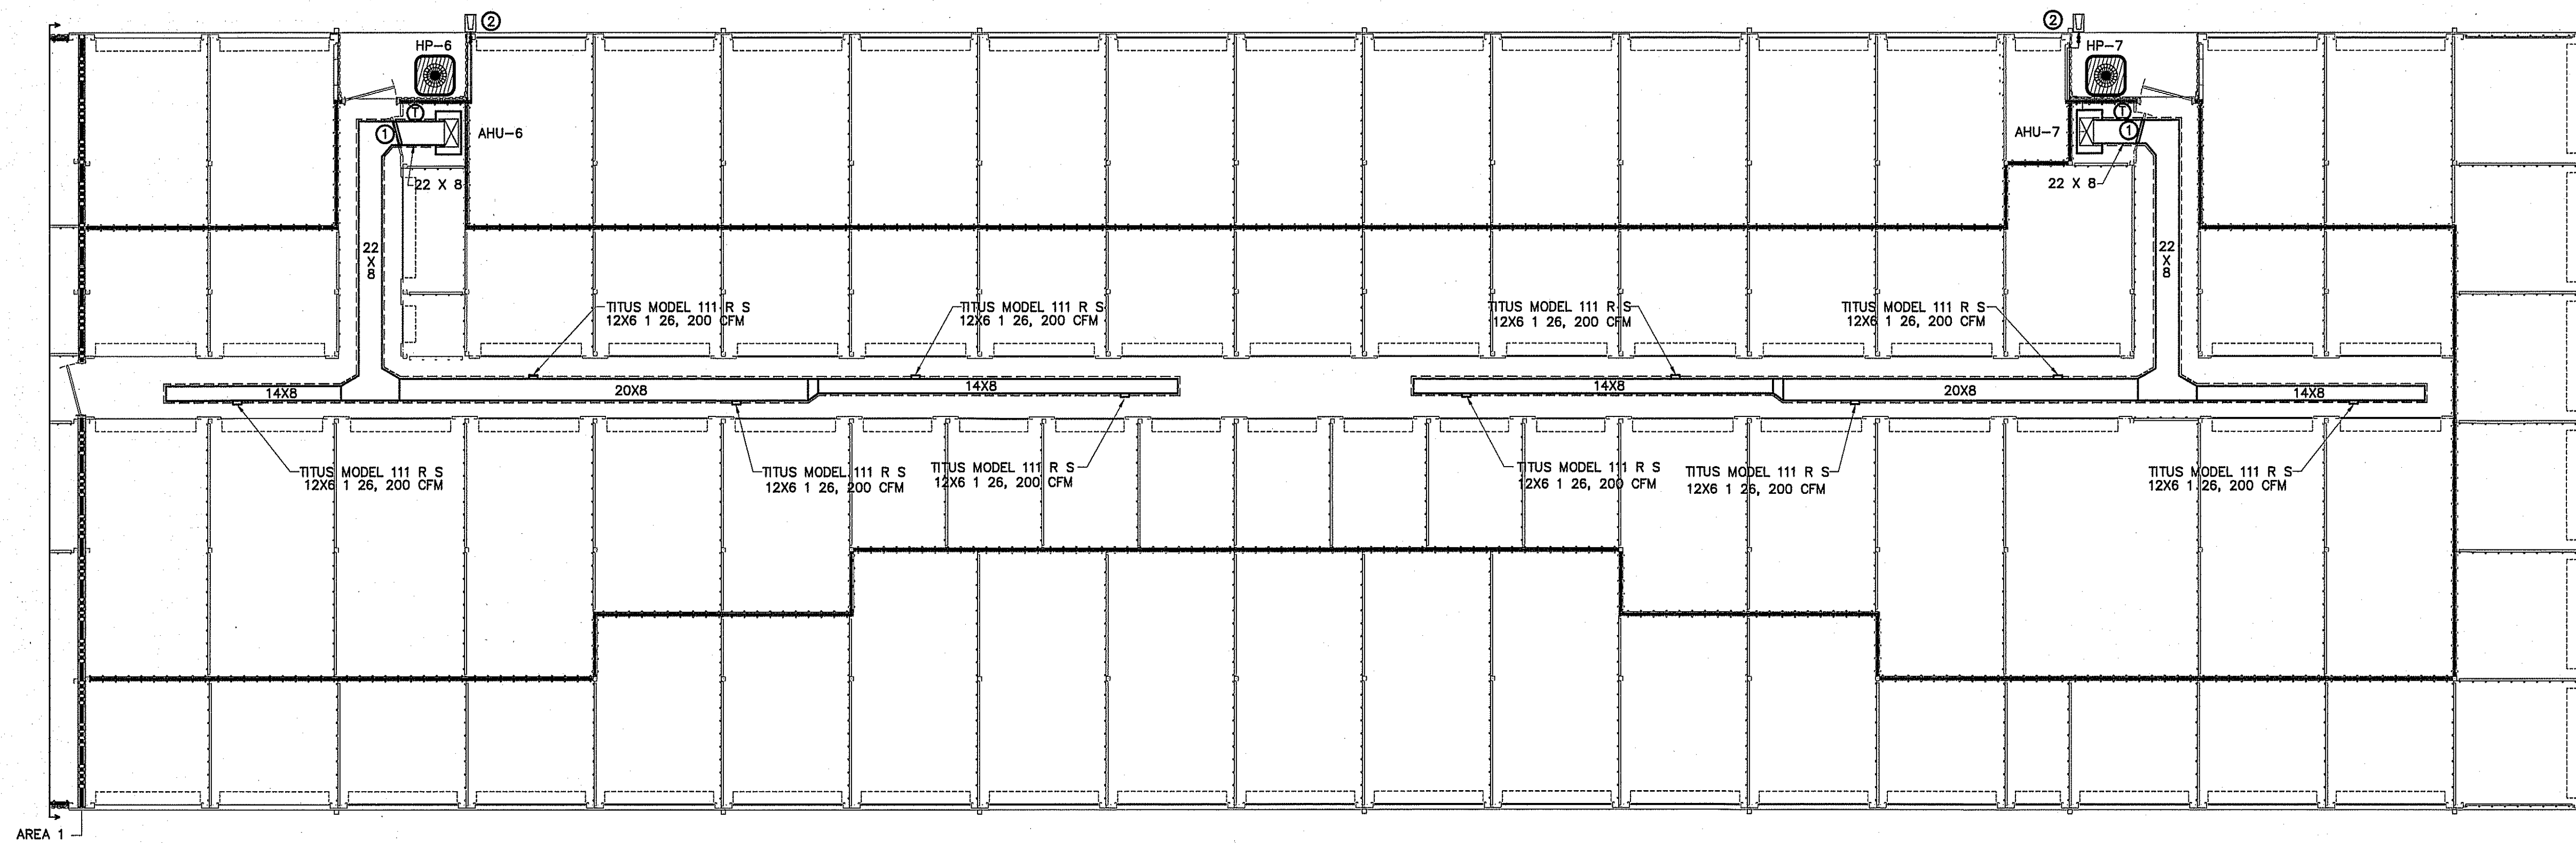 ②
②
HP-6
HP-7
T
①
AHU-6
AHU-7
T
①
22 X 8
22 X 8
22
X
8
22
X
8
TITUS MODEL 111 R S
12X6 1 26, 200 CFM
TITUS MODEL 111 R S
12X6 1 26, 200 CFM
TITUS MODEL 111 R S
12X6 1 26, 200 CFM
TITUS MODEL 111 R S
12X6 1 26, 200 CFM
14X8
20X8
14X8
14X8
20X8
14X8
TITUS MODEL 111 R S
12X6 1 26, 200 CFM
TITUS MODEL 111 R S
12X6 1 26, 200 CFM
TITUS MODEL 111 R S
12X6 1 26, 200 CFM
TITUS MODEL 111 R S
12X6 1 26, 200 CFM
TITUS MODEL 111 R S
12X6 1 26, 200 CFM
TITUS MODEL 111 R S
12X6 1 26, 200 CFM
AREA 1